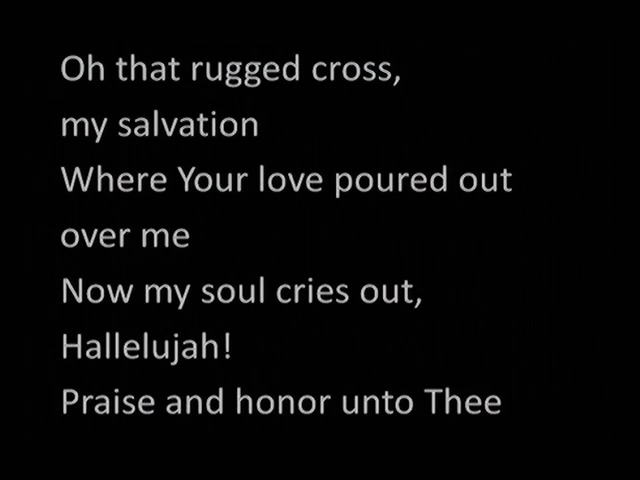 Oh that rugged cross,
my salvation
Where Your love poured out
over me
Now my soul cries out,
Hallelujah!
Praise and honor unto Thee